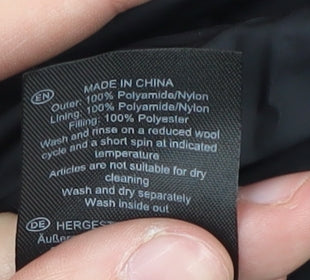 EN MADE IN CHINA
Outer: 100% Polyamide/Nylon
Lining: 100% Polyamide/Nylon
Filling: 100% Polyester
Wash and rinse on a reduced wool
cycle and a short spin at indicated
temperature
Articles are not suitable for dry
cleaning
Wash and dry separately
Wash inside out
DE HERGEST
Äußer